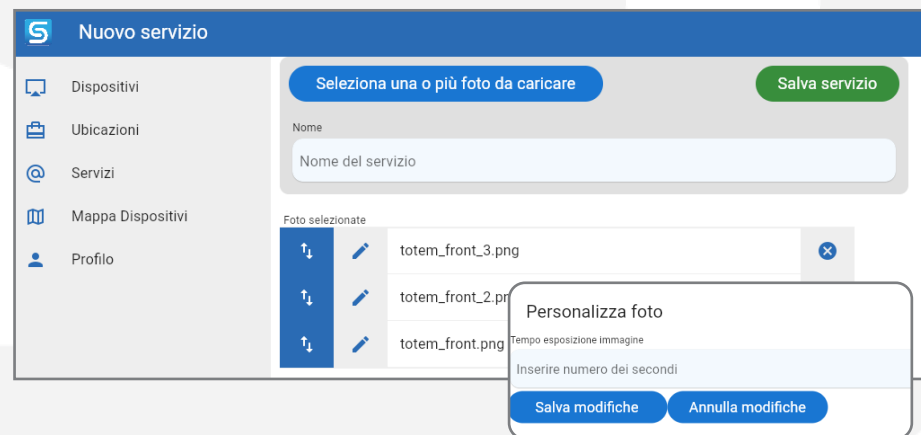 Nuovo servizio
Dispositivi
Ubicazioni
Servizi
Mappa Dispositivi
Profilo
Seleziona una o più foto da caricare
Salva servizio
Nome
Nome del servizio
Foto selezionate
totem_front_3.png
totem_front_2.pn
totem_front.png
Personalizza foto
Tempo esposizione immagine
Inserire numero dei secondi
Salva modifiche
Annulla modifiche